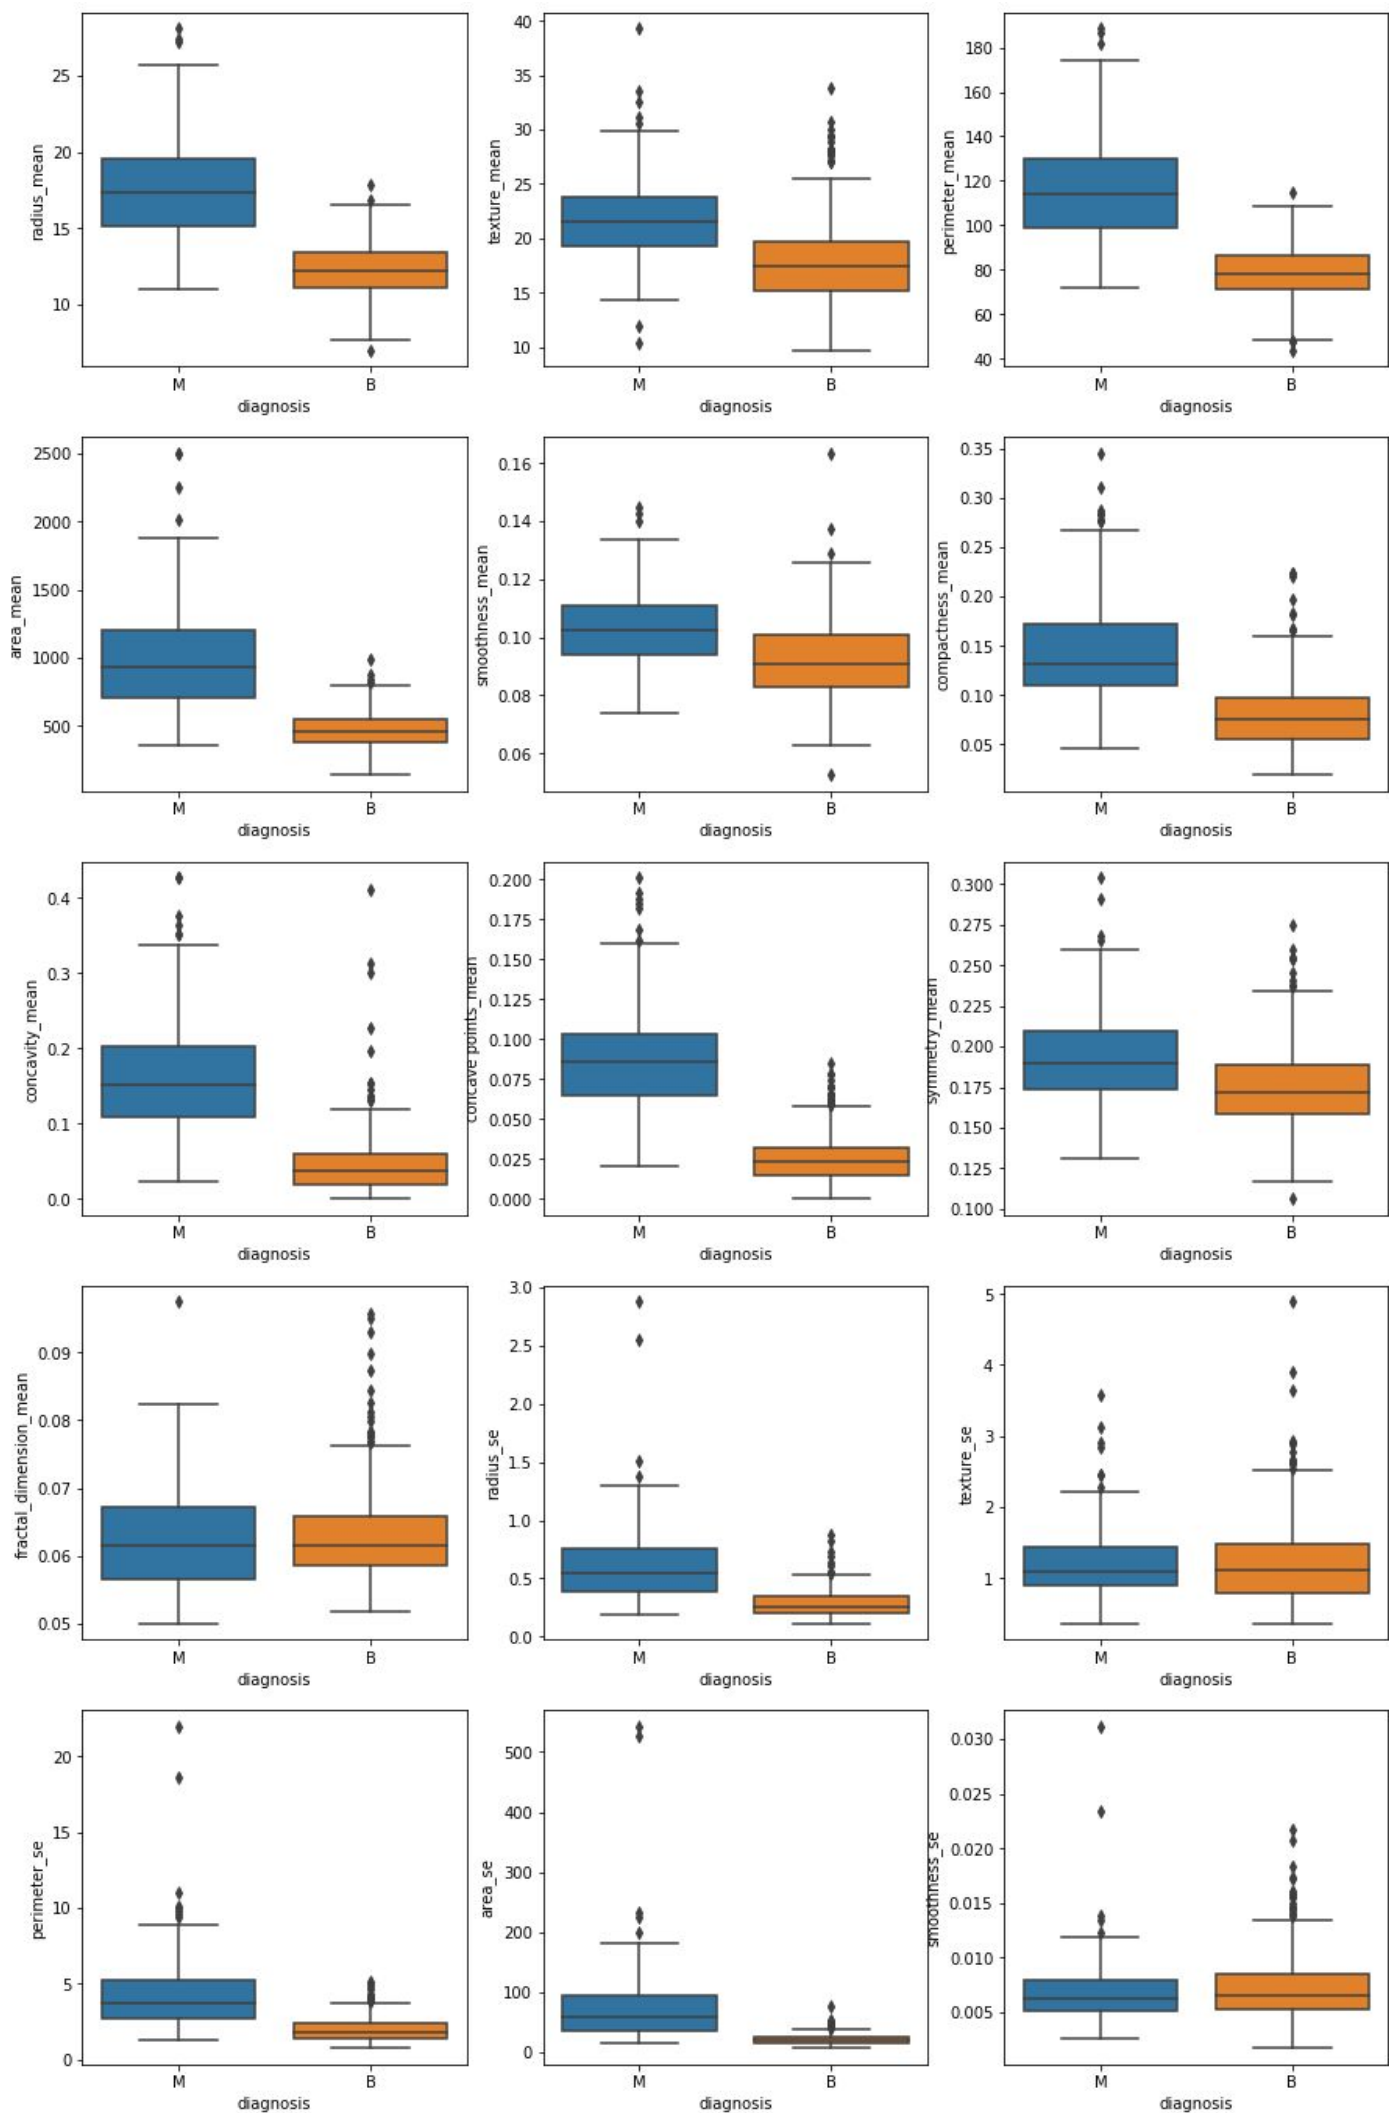 radius_mean
25
20
15
10
M
B
diagnosis
texture_mean
40
35
30
25
20
15
10
M
B
diagnosis
perimeter_mean
180
160
140
120
100
80
60
40
M
B
diagnosis
area_mean
2500
2000
1500
1000
500
M
B
diagnosis
smoothness_mean
0.16
0.14
0.12
0.10
0.08
0.06
M
B
diagnosis
compactness_mean
0.35
0.30
0.25
0.20
0.15
0.10
0.05
M
B
diagnosis
concavity_mean
0.4
0.3
0.2
0.1
0.0
M
B
diagnosis
concave points_mean
0.200
0.175
0.150
0.125
0.100
0.075
0.050
0.025
0.000
M
B
diagnosis
symmetry_mean
0.300
0.275
0.250
0.225
0.200
0.175
0.150
0.125
0.100
M
B
diagnosis
fractal_dimension_mean
0.09
0.08
0.07
0.06
0.05
M
B
diagnosis
radius_se
3.0
2.5
2.0
1.5
1.0
0.5
0.0
M
B
diagnosis
texture_se
5
4
3
2
1
M
B
diagnosis
perimeter_se
20
15
10
5
0
M
B
diagnosis
area_se
500
400
300
200
100
0
M
B
diagnosis
smoothness_se
0.030
0.025
0.020
0.015
0.010
0.005
M
B
diagnosis